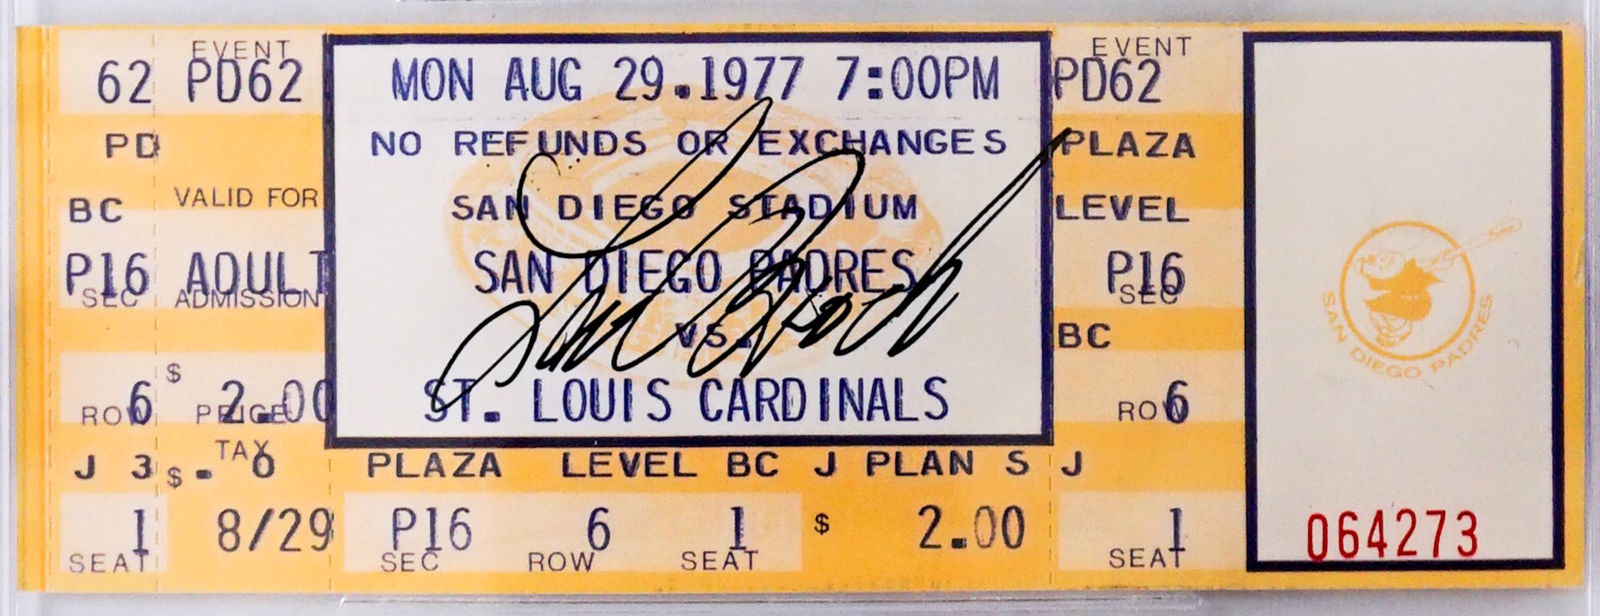 EVENT
62 PD62
PD
BC
VALID FOR
P16 ADULT
SEC ADMISSION
$
6 2.00
ROW PRICE
TAX
J 3 $ . 0
1 8/29
SEAT
MON AUG 29.1977 7:00PM
NO REFUNDS OR EXCHANGES
SAN DIEGO STADIUM
SAN DIEGO PADRES
VS.
ST. LOUIS CARDINALS
Lou Brock
PLAZA LEVEL BC J PLAN S J
P16 6 1 $ 2.00
SEC ROW SEAT
EVENT
PD62
PLAZA
LEVEL
P16
SEC
BC
6
ROW
1
SEAT
SAN DIEGO PADRES
064273